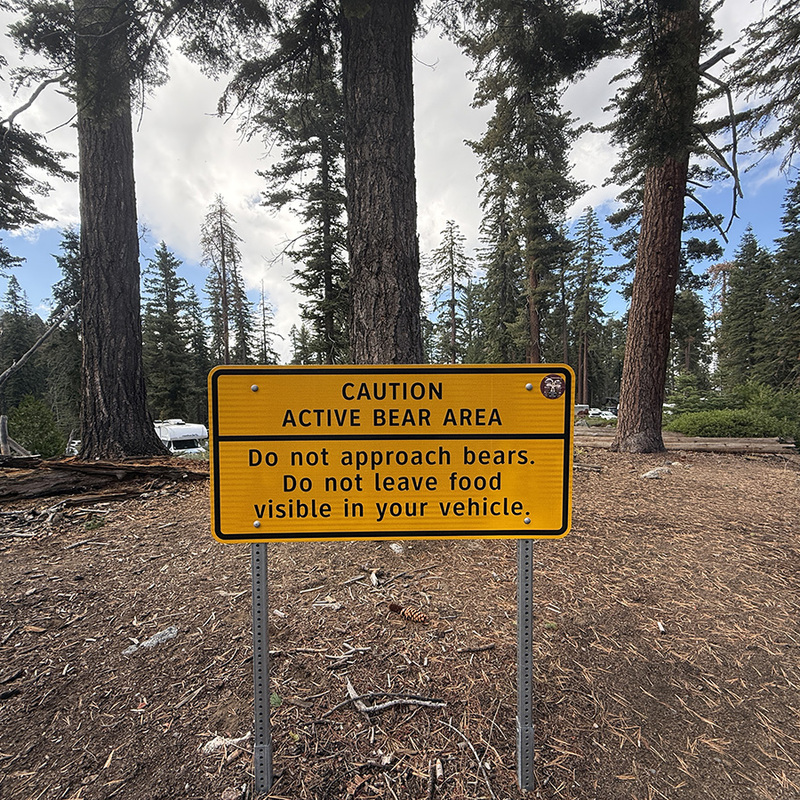 CAUTION
ACTIVE BEAR AREA
Do not approach bears.
Do not leave food
visible in your vehicle.